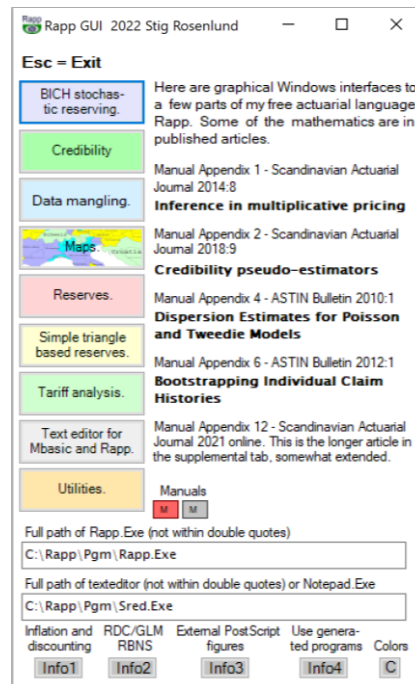 Rapp GUI 2022 Stig Rosenlund
Esc = Exit
BICH stochas-
tic reserving.
Credibility
Data mangling.
Maps.
Reserves.
Simple triangle
based reserves.
Tariff analysis.
Text editor for
Mbasic and Rapp.
Utilities.
Here are graphical Windows interfaces to
a few parts of my free actuarial language
Rapp. Some of the mathematics are in
published articles.
Manual Appendix 1 - Scandinavian Actuarial
Journal 2014:8
Inference in multiplicative pricing
Manual Appendix 2 - Scandinavian Actuarial
Journal 2018:9
Credibility pseudo-estimators
Manual Appendix 4 - ASTIN Bulletin 2010:1
Dispersion Estimates for Poisson
and Tweedie Models
Manual Appendix 6 - ASTIN Bulletin 2012:1
Bootstrapping Individual Claim
Histories
Manual Appendix 12 - Scandinavian Actuarial
Journal 2021 online. This is the longer article in
the supplemental tab, somewhat extended.
Manuals
M M
Full path of Rapp.Exe (not within double quotes)
C:\Rapp\Pgm\Rapp.Exe
Full path of texteditor (not within double quotes) or Notepad.Exe
C:\Rapp\Pgm\Sred.Exe
Inflation and
discounting
Info1
RDC/GLM
RBNS
Info2
External PostScript
figures
Info3
Use genera-
ted programs
Info4
Colors
C